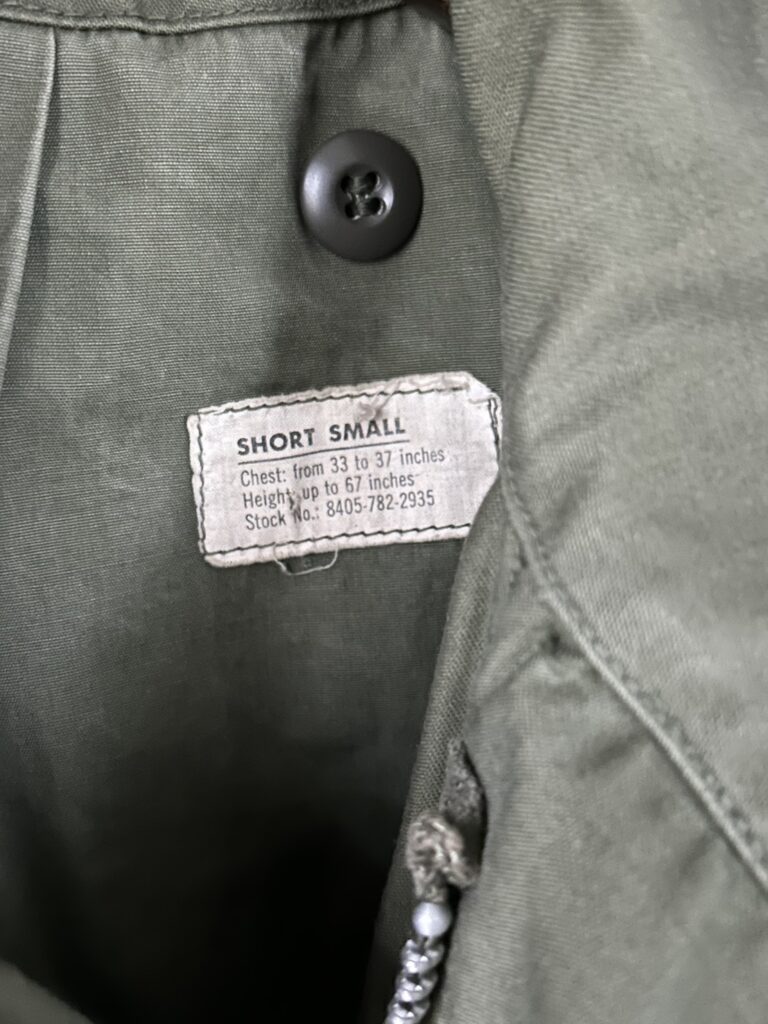 SHORT SMALL
Chest: from 33 to 37 inches
Height: up to 67 inches
Stock No.: 8405-782-2935